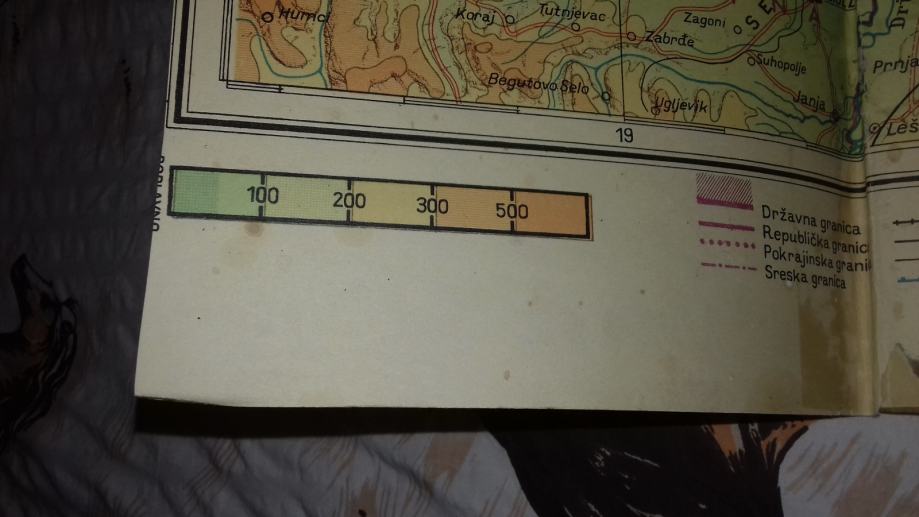 Humci
Koraj
Tutnjevac
Zagoni
Zabrđe
Suhopolje
Prnja
Begutovo Selo
Ugljevik
Janja
Leš
19
100 200 300 500
Državna granica
Republička granic
Pokrajinska grani
Sreska granica